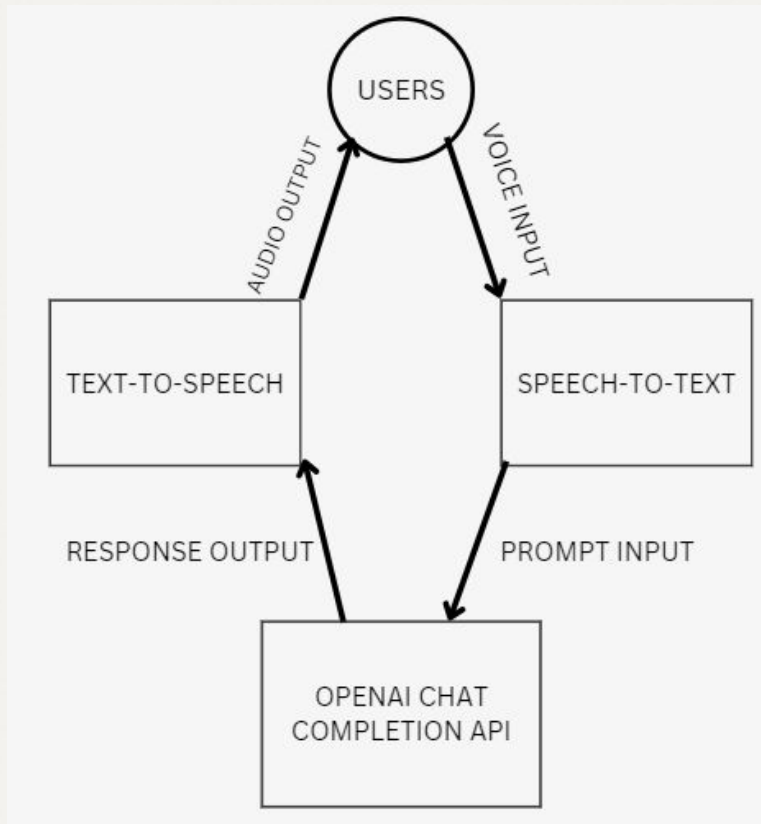 USERS
AUDIO OUTPUT
VOICE INPUT
TEXT-TO-SPEECH
SPEECH-TO-TEXT
RESPONSE OUTPUT
PROMPT INPUT
OPENAI CHAT
COMPLETION API